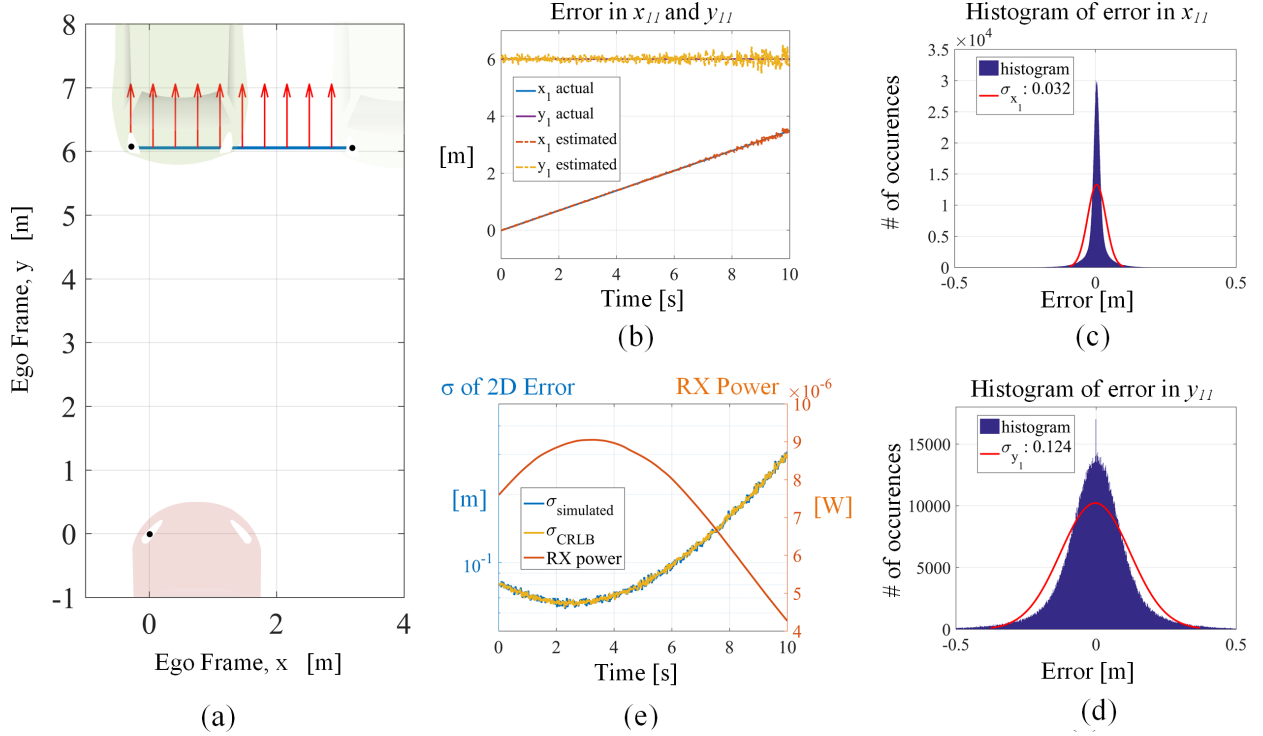 8
7
6
5
4
3
2
1
0
-1
0
2
4
Ego Frame, y [m]
Ego Frame, x [m]
(a)
Error in x₁₁ and y₁₁
[m]
6
4
2
0
x₁ actual
y₁ actual
x₁ estimated
y₁ estimated
0
2
4
6
8
10
Time [s]
(b)
Histogram of error in x₁₁
×10⁴
3.5
3
2.5
2
1.5
1
0.5
0
# of occurences
histogram
σx₁: 0.032
-0.5
0
0.5
Error [m]
(c)
σ of 2D Error
RX Power
×10⁻⁶
[m]
10⁻¹
[W]
10
9
8
7
6
5
4
σsimulated
σCRLB
RX power
0
2
4
6
8
10
Time [s]
(e)
Histogram of error in y₁₁
15000
10000
5000
0
# of occurences
histogram
σy₁: 0.124
-0.5
0
0.5
Error [m]
(d)